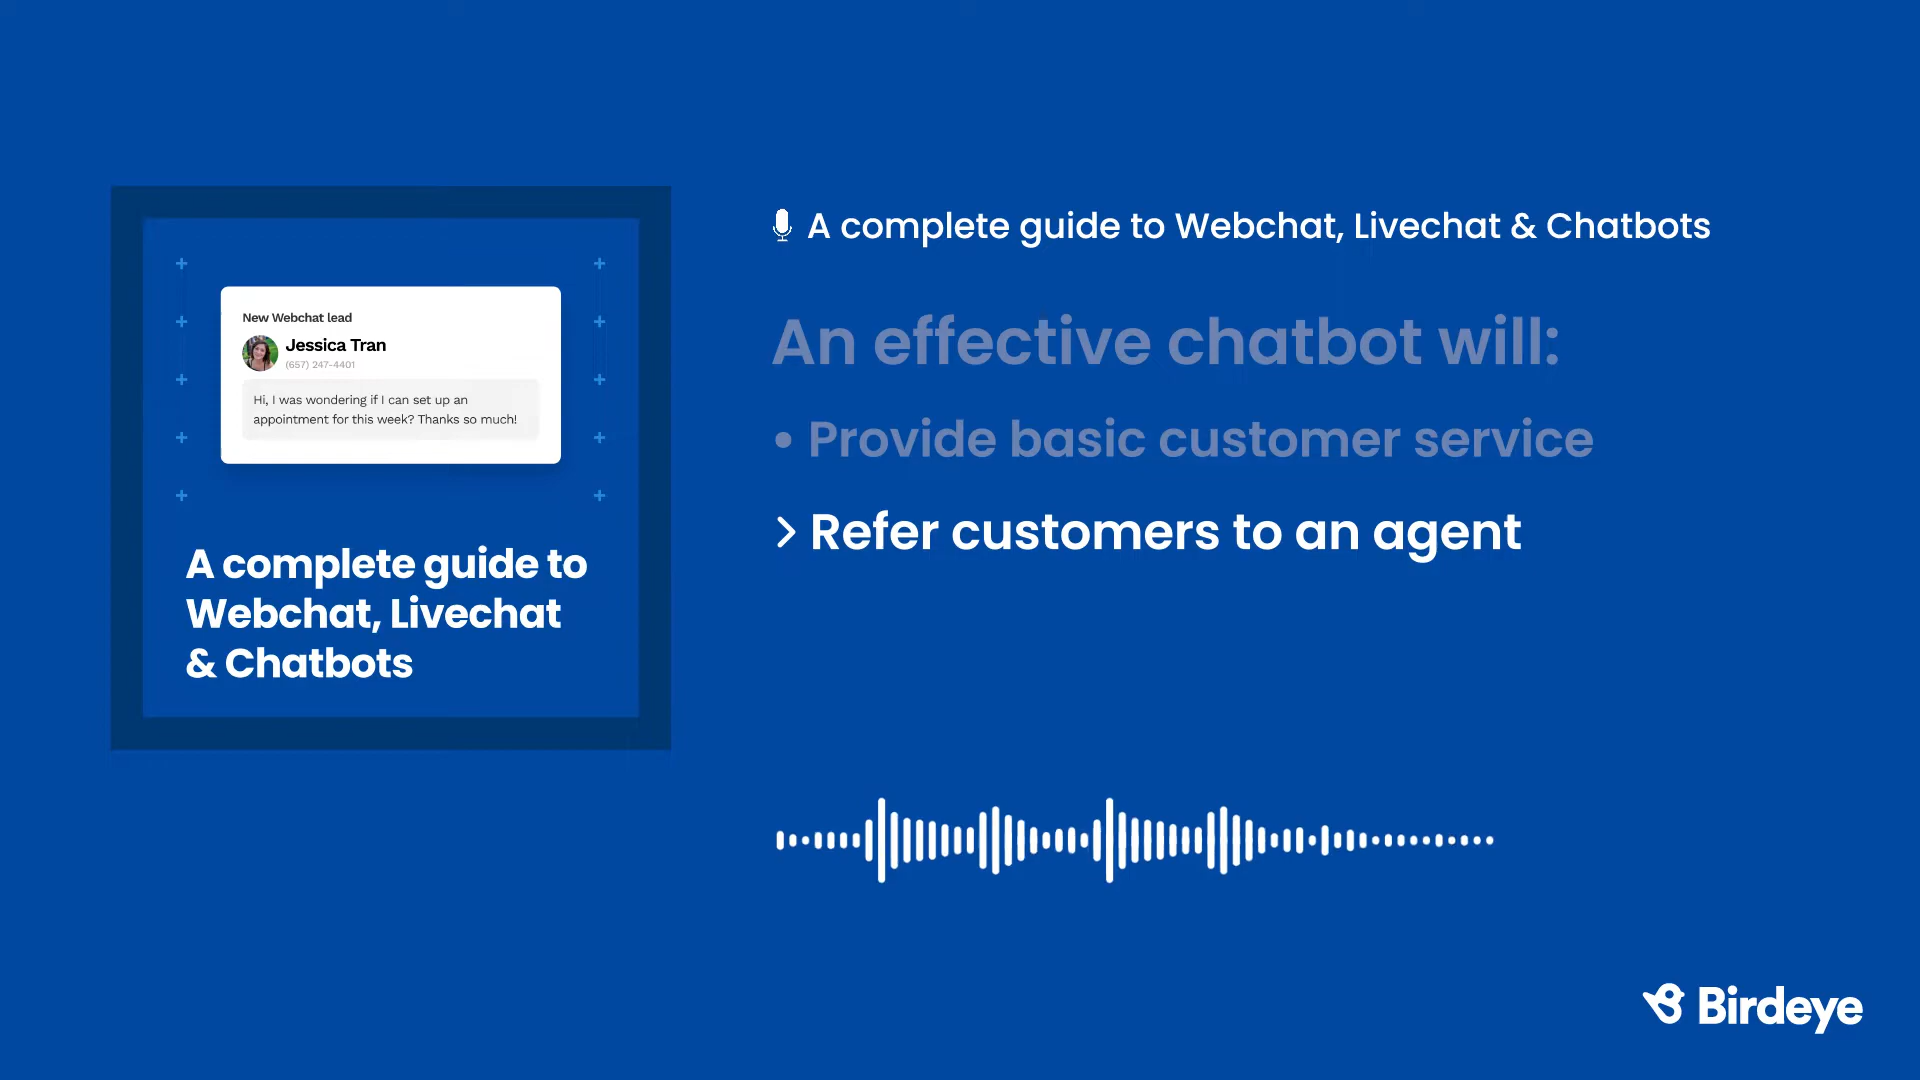 New Webchat lead
Jessica Tran
(657) 247-4401
Hi, I was wondering if I can set up an
appointment for this week? Thanks so much!
A complete guide to
Webchat, Livechat
& Chatbots
A complete guide to Webchat, Livechat & Chatbots
An effective chatbot will:
• Provide basic customer service
> Refer customers to an agent
Birdeye